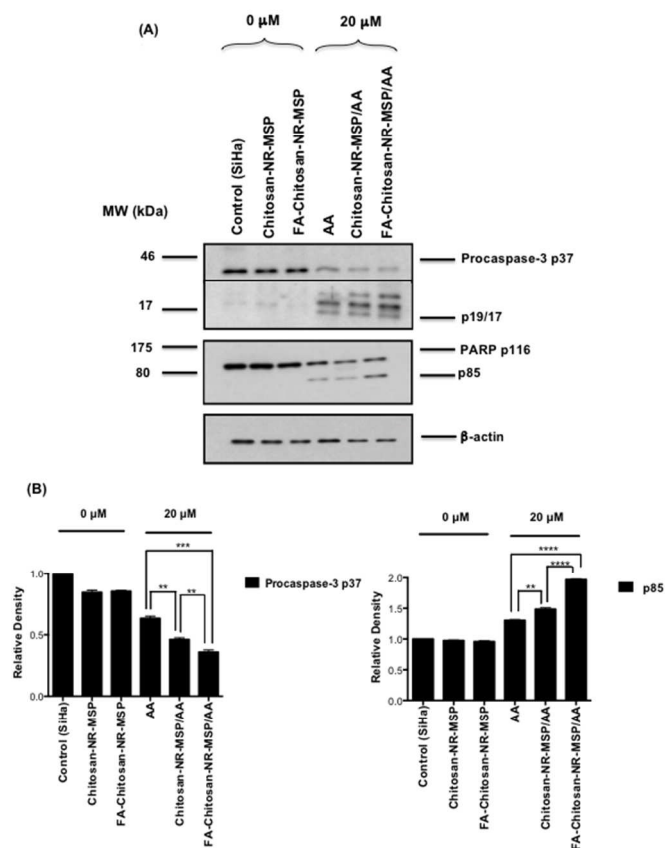 (A)
0 μM
20 μM
Control (SiHa)
Chitosan-NR-MSP
FA-Chitosan-NR-MSP
AA
Chitosan-NR-MSP/AA
FA-Chitosan-NR-MSP/AA
MW (kDa)
46
Procaspase-3 p37
17
p19/17
175
PARP p116
80
p85
β-actin
(B)
0 μM
20 μM
***
**
**
Relative Density
1.0
0.5
0.0
Procaspase-3 p37
Control (SiHa)
Chitosan-NR-MSP
FA-Chitosan-NR-MSP
AA
Chitosan-NR-MSP/AA
FA-Chitosan-NR-MSP/AA
0 μM
20 μM
****
****
**
Relative Density
2.0
1.5
1.0
0.5
0.0
p85
Control (SiHa)
Chitosan-NR-MSP
FA-Chitosan-NR-MSP
AA
Chitosan-NR-MSP/AA
FA-Chitosan-NR-MSP/AA